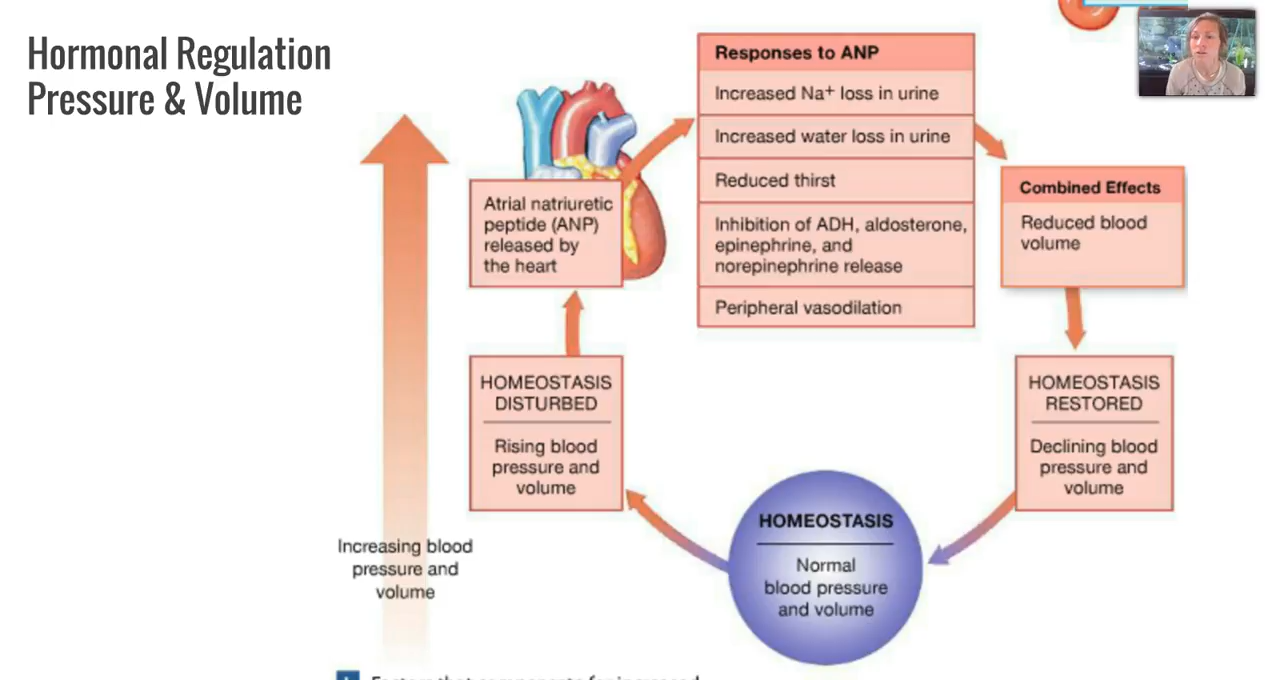 Hormonal Regulation
Pressure & Volume
Responses to ANP
Increased Na+ loss in urine
Increased water loss in urine
Reduced thirst
Inhibition of ADH, aldosterone,
epinephrine, and
norepinephrine release
Peripheral vasodilation
Combined Effects
Reduced blood
volume
Atrial natriuretic
peptide (ANP)
released by
the heart
HOMEOSTASIS
DISTURBED
Rising blood
pressure and
volume
HOMEOSTASIS
RESTORED
Declining blood
pressure and
volume
HOMEOSTASIS
Normal
blood pressure
and volume
Increasing blood
pressure and
volume
Factors that